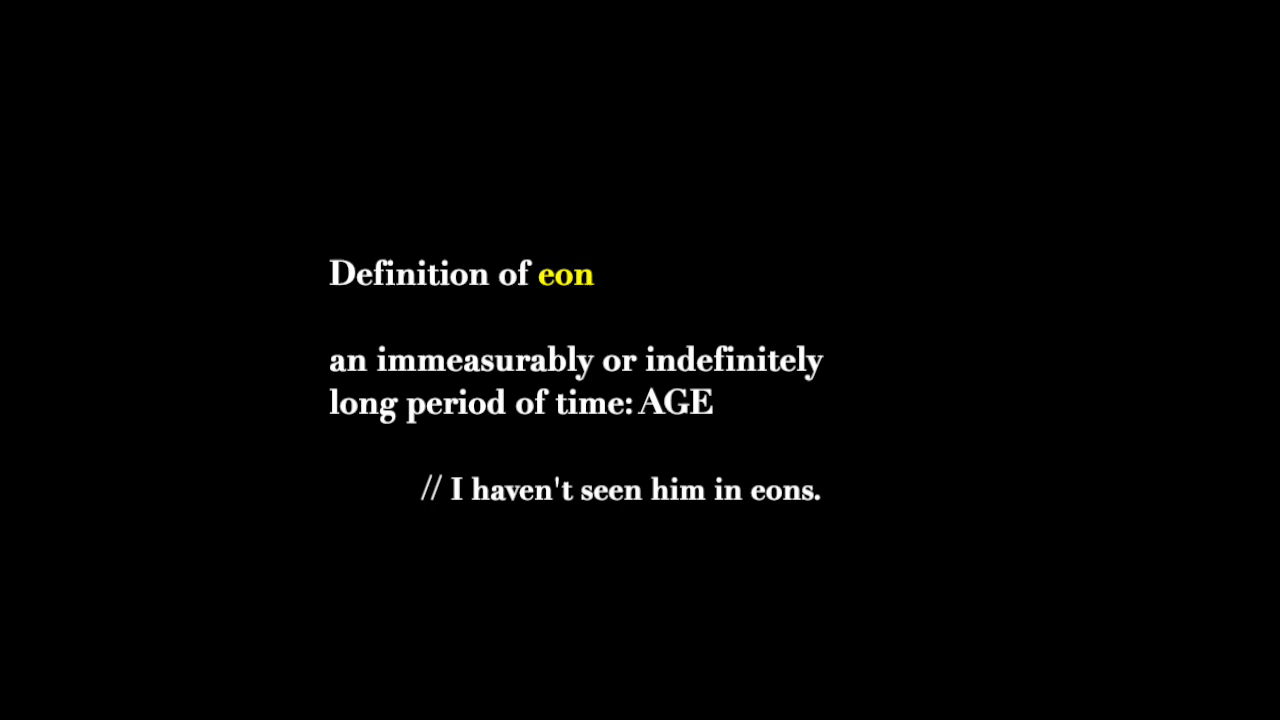 Definition of eon
an immeasurably or indefinitely
long period of time: AGE
// I haven't seen him in eons.